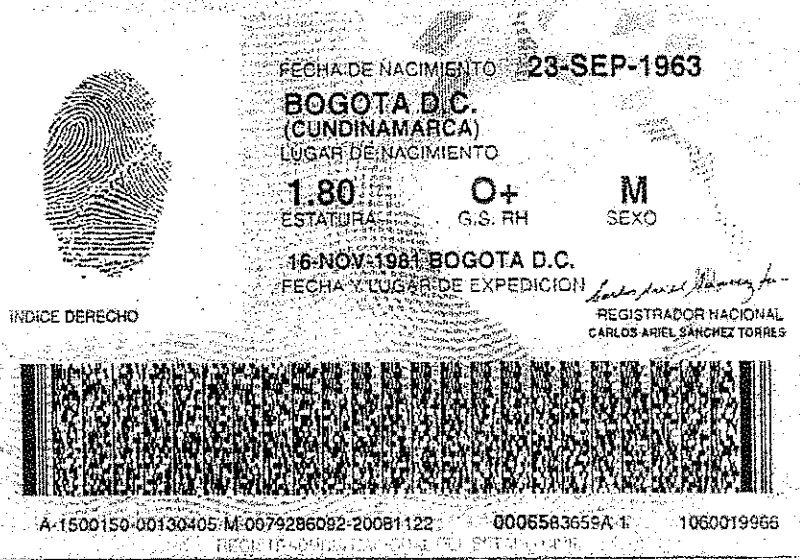 FECHA DE NACIMIENTO 23-SEP-1963
BOGOTA D.C.
(CUNDINAMARCA)
LUGAR DE NACIMIENTO
1.80 O+ M
ESTATURA G.S. RH SEXO
16-NOV-1981 BOGOTA D.C.
FECHA Y LUGAR DE EXPEDICION
INDICE DERECHO
REGISTRADOR NACIONAL
CARLOS ARIEL SANCHEZ TORRES
A-1500150-00130405-M-0079286092-20081122 0006583659A 1 1060019966